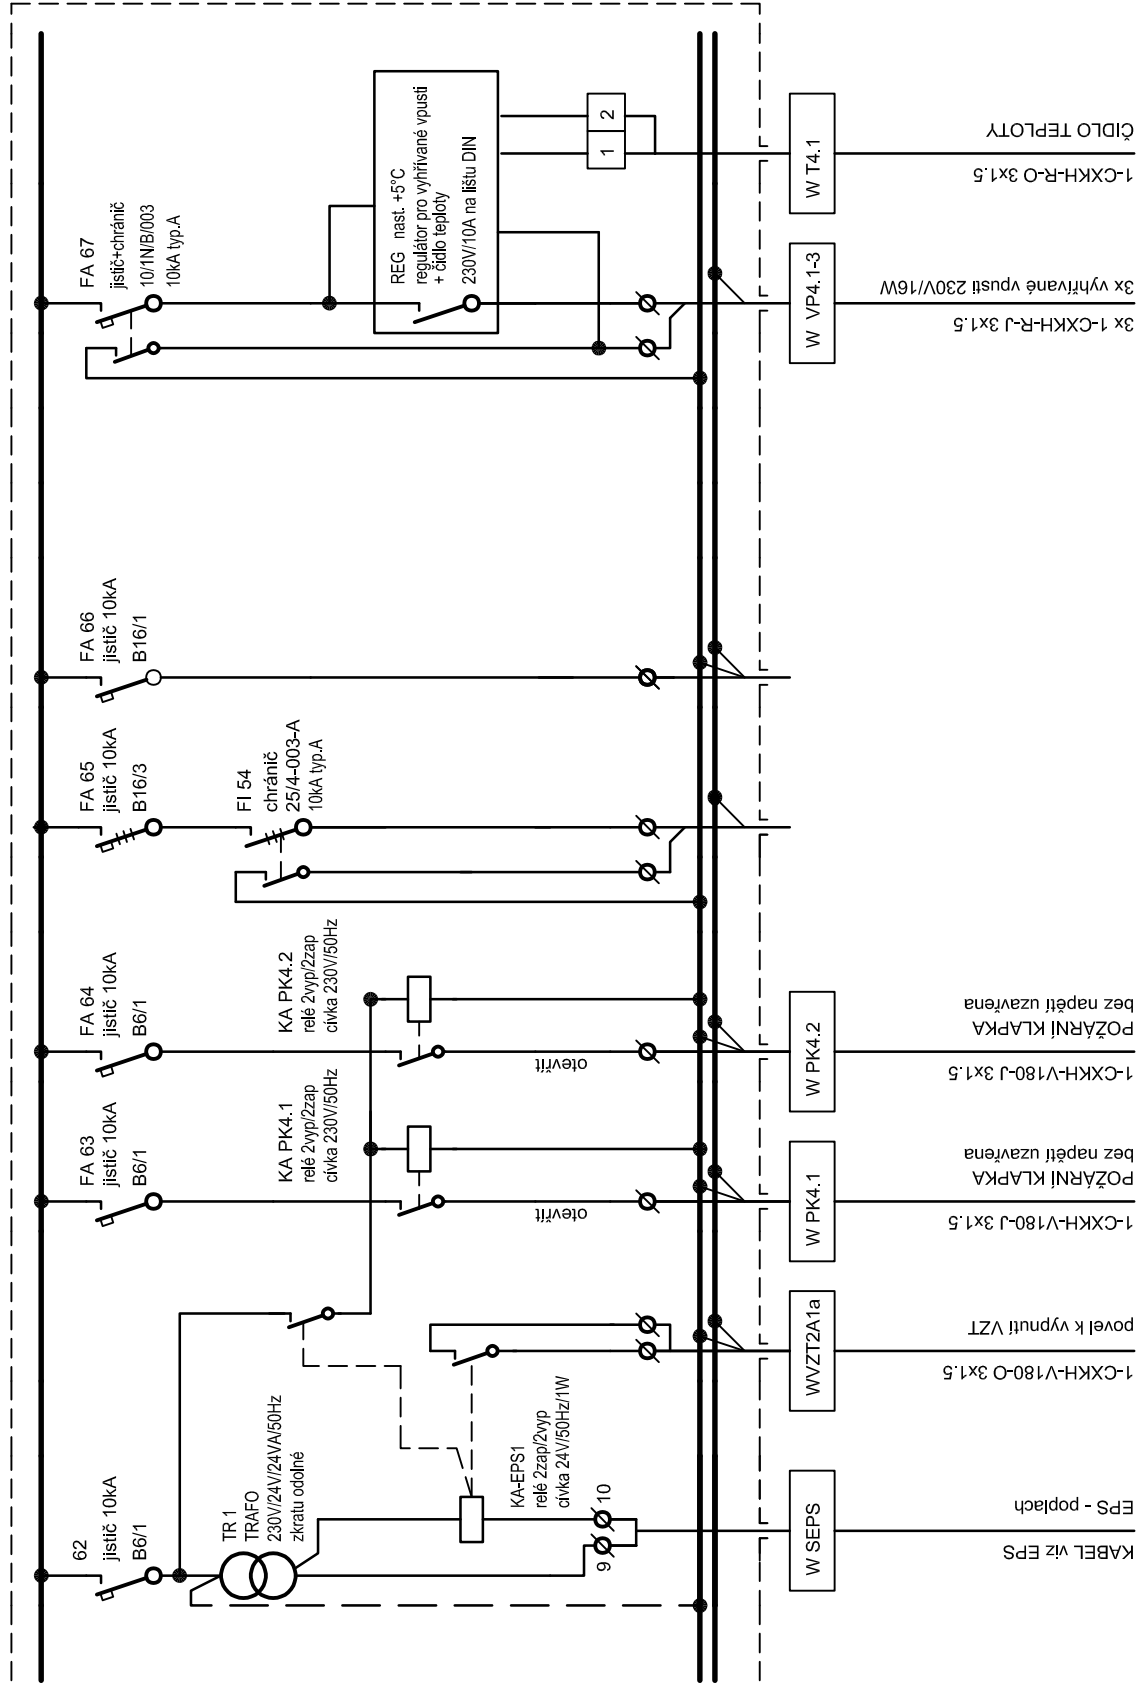 62
jistič 10kA
B6/1
TR 1
TRAFO
230V/24V/24VA/50Hz
zkratu odolné
KA-EPS1
relé 2zap/2vyp
cívka 24V/50Hz/1W
9
10
W SEPS
KABEL viz EPS
EPS - poplach
WVZT2A1a
1-CXKH-V180-O 3x1.5
povel k vypnutí VZT
FA 63
jistič 10kA
B6/1
KA PK4.1
relé 2vyp/2zap
cívka 230V/50Hz
otevřít
W PK4.1
1-CXKH-V180-J 3x1.5
POŽÁRNÍ KLAPKA
bez napětí uzavřena
FA 64
jistič 10kA
B6/1
KA PK4.2
relé 2vyp/2zap
cívka 230V/50Hz
otevřít
W PK4.2
1-CXKH-V180-J 3x1.5
POŽÁRNÍ KLAPKA
bez napětí uzavřena
FA 65
jistič 10kA
B16/3
FI 54
chránič
25/4-003-A
10kA typ.A
FA 66
jistič 10kA
B16/1
FA 67
jistič+chránič
10/1N/B/003
10kA typ.A
REG nast. +5°C
regulátor pro vyhřívané vpusti
+ čidlo teploty
230V/10A na lištu DIN
1
2
W VP4.1-3
3x 1-CXKH-R-J 3x1.5
3x vyhřívané vpusti 230V/16W
W T4.1
1-CXKH-R-O 3x1.5
ČIDLO TEPLOTY